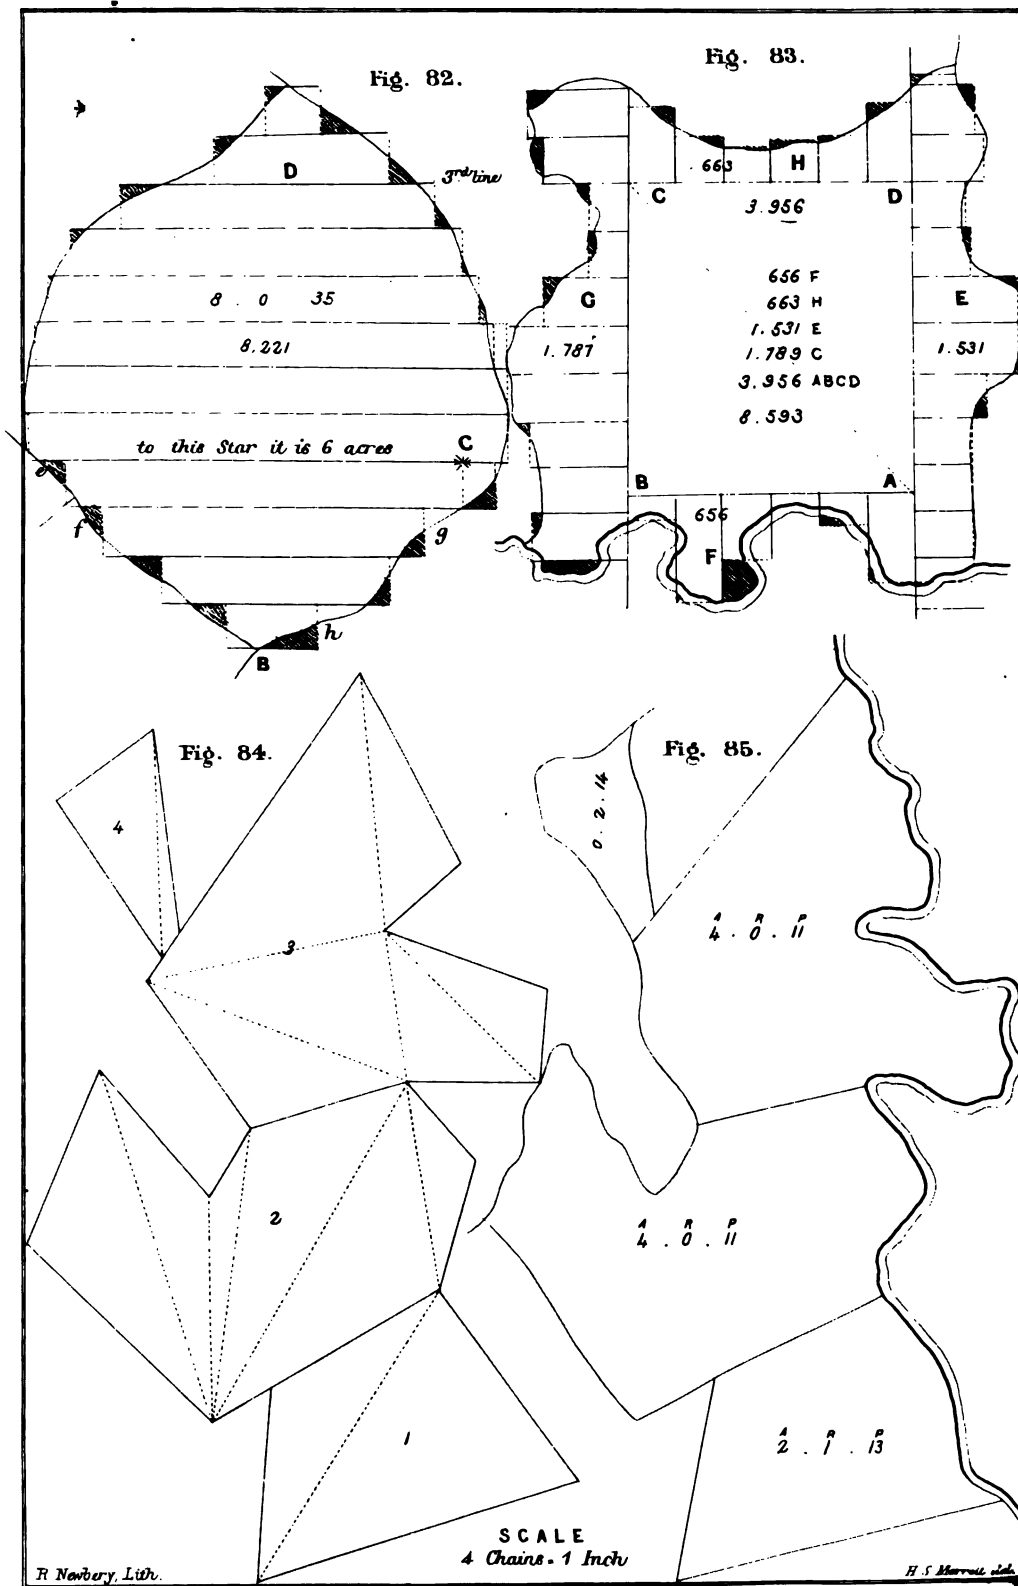 Fig. 82.
D
3rd line
8 . 0 35
8.221
to this Star it is 6 acres
C
e
f
g
h
B
Fig. 83.
663 H
C
D
3.956
656 F
663 H
1.531 E
1.789 C
3.956 ABCD
8.593
G
1.787
E
1.531
B
A
656
F
Fig. 84.
4
3
2
1
Fig. 85.
0.2.14
A R P
4 . 0 . 11
A R P
4 . 0 . 11
A R P
2 . 1 . 13
SCALE
4 Chains = 1 Inch
R Newbery, Lith.
H. S. Merrett del.